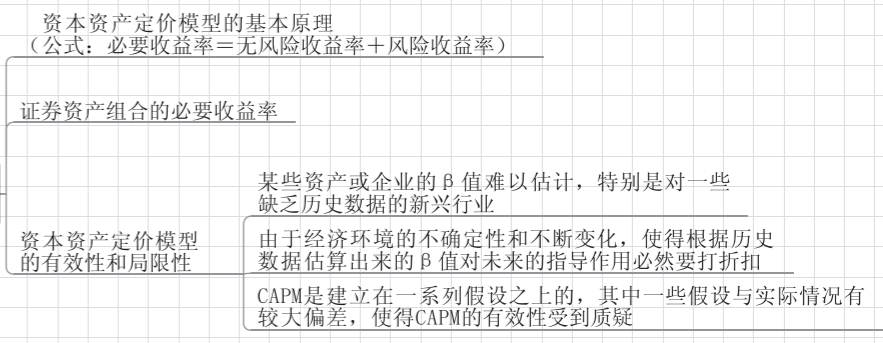 资本资产定价模型的基本原理
（公式：必要收益率＝无风险收益率＋风险收益率）
证券资产组合的必要收益率
资本资产定价模型
的有效性和局限性
某些资产或企业的β值难以估计，特别是对一些
缺乏历史数据的新兴行业
由于经济环境的不确定性和不断变化，使得根据历史
数据估算出来的β值对未来的指导作用必然要打折扣
CAPM是建立在一系列假设之上的，其中一些假设与实际情况有
较大偏差，使得CAPM的有效性受到质疑